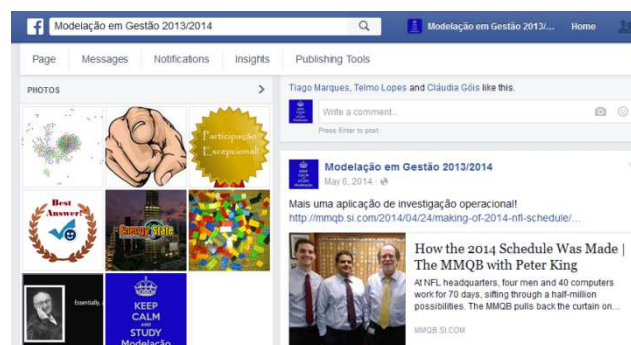 Modelação em Gestão 2013/2014
Modelação em Gestão 2013/... Home
Page Messages Notifications Insights Publishing Tools
PHOTOS
Participação
Excepcional!
Best
Answer!
Energy State
Essentially,
KEEP
CALM
AND
STUDY
Modelação
Tiago Marques, Telmo Lopes and Cláudia Góis like this.
Write a comment...
Press Enter to post.
Modelação em Gestão 2013/2014
May 6, 2014
Mais uma aplicação de investigação operacional!
http://mmqb.si.com/2014/04/24/making-of-2014-nfl-schedule/...
How the 2014 Schedule Was Made |
The MMQB with Peter King
At NFL headquarters, four men and 40 computers
work for 70 days, sifting through a half-million
possibilities. The MMQB pulls back the curtain on...
MMQB.SI.COM